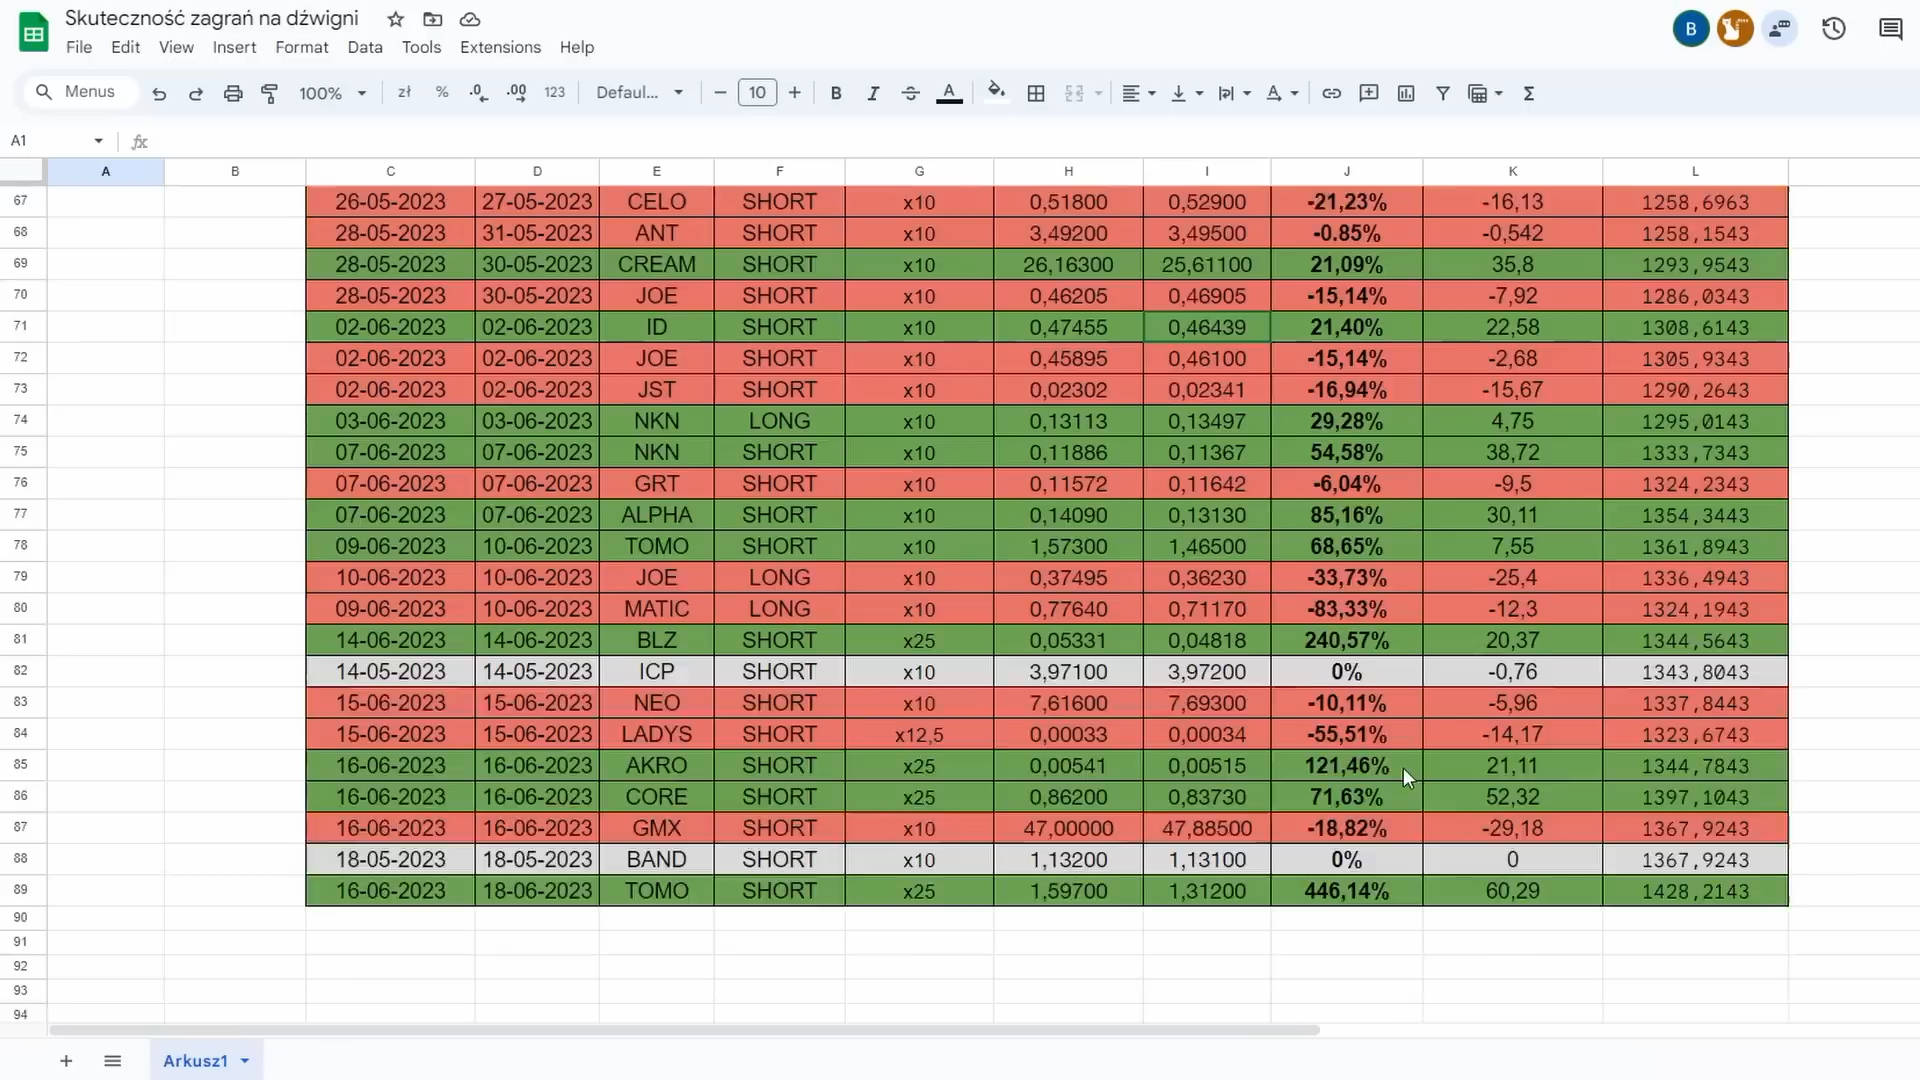 Skuteczność zagrań na dźwigni
B
File Edit View Insert Format Data Tools Extensions Help
Menus 100% zł % .0 .00 123 Defaul... 10 B I A Σ
A1 fx
A B C D E F G H I J K L
67 26-05-2023 27-05-2023 CELO SHORT x10 0,51800 0,52900 -21,23% -16,13 1258,6963
68 28-05-2023 31-05-2023 ANT SHORT x10 3,49200 3,49500 -0.85% -0,542 1258,1543
69 28-05-2023 30-05-2023 CREAM SHORT x10 26,16300 25,61100 21,09% 35,8 1293,9543
70 28-05-2023 30-05-2023 JOE SHORT x10 0,46205 0,46905 -15,14% -7,92 1286,0343
71 02-06-2023 02-06-2023 ID SHORT x10 0,47455 0,46439 21,40% 22,58 1308,6143
72 02-06-2023 02-06-2023 JOE SHORT x10 0,45895 0,46100 -15,14% -2,68 1305,9343
73 02-06-2023 02-06-2023 JST SHORT x10 0,02302 0,02341 -16,94% -15,67 1290,2643
74 03-06-2023 03-06-2023 NKN LONG x10 0,13113 0,13497 29,28% 4,75 1295,0143
75 07-06-2023 07-06-2023 NKN SHORT x10 0,11886 0,11367 54,58% 38,72 1333,7343
76 07-06-2023 07-06-2023 GRT SHORT x10 0,11572 0,11642 -6,04% -9,5 1324,2343
77 07-06-2023 07-06-2023 ALPHA SHORT x10 0,14090 0,13130 85,16% 30,11 1354,3443
78 09-06-2023 10-06-2023 TOMO SHORT x10 1,57300 1,46500 68,65% 7,55 1361,8943
79 10-06-2023 10-06-2023 JOE LONG x10 0,37495 0,36230 -33,73% -25,4 1336,4943
80 09-06-2023 10-06-2023 MATIC LONG x10 0,77640 0,71170 -83,33% -12,3 1324,1943
81 14-06-2023 14-06-2023 BLZ SHORT x25 0,05331 0,04818 240,57% 20,37 1344,5643
82 14-05-2023 14-05-2023 ICP SHORT x10 3,97100 3,97200 0% -0,76 1343,8043
83 15-06-2023 15-06-2023 NEO SHORT x10 7,61600 7,69300 -10,11% -5,96 1337,8443
84 15-06-2023 15-06-2023 LADYS SHORT x12,5 0,00033 0,00034 -55,51% -14,17 1323,6743
85 16-06-2023 16-06-2023 AKRO SHORT x25 0,00541 0,00515 121,46% 21,11 1344,7843
86 16-06-2023 16-06-2023 CORE SHORT x25 0,86200 0,83730 71,63% 52,32 1397,1043
87 16-06-2023 16-06-2023 GMX SHORT x10 47,00000 47,88500 -18,82% -29,18 1367,9243
88 18-05-2023 18-05-2023 BAND SHORT x10 1,13200 1,13100 0% 0 1367,9243
89 16-06-2023 18-06-2023 TOMO SHORT x25 1,59700 1,31200 446,14% 60,29 1428,2143
90
91
92
93
94
Arkusz1